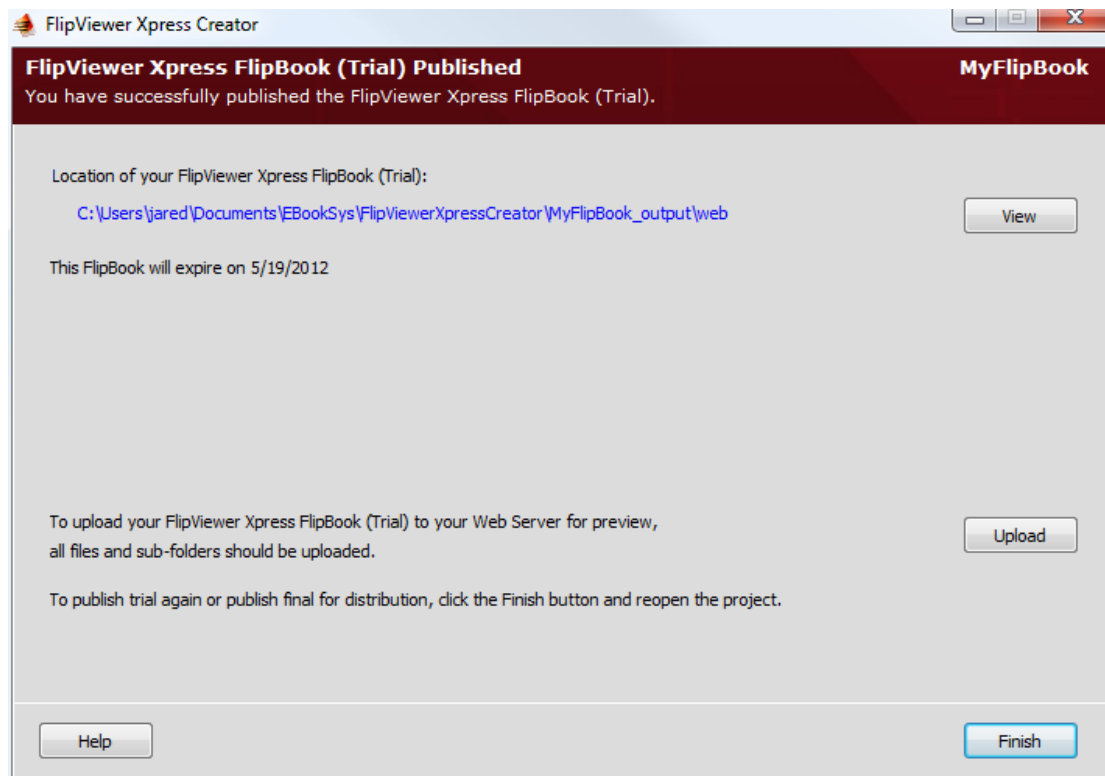 FlipViewer Xpress Creator
FlipViewer Xpress FlipBook (Trial) Published
MyFlipBook
You have successfully published the FlipViewer Xpress FlipBook (Trial).
Location of your FlipViewer Xpress FlipBook (Trial):
C:\Users\jared\Documents\EBookSys\FlipViewerXpressCreator\MyFlipBook_output\web
View
This FlipBook will expire on 5/19/2012
To upload your FlipViewer Xpress FlipBook (Trial) to your Web Server for preview,
all files and sub-folders should be uploaded.
Upload
To publish trial again or publish final for distribution, click the Finish button and reopen the project.
Help
Finish